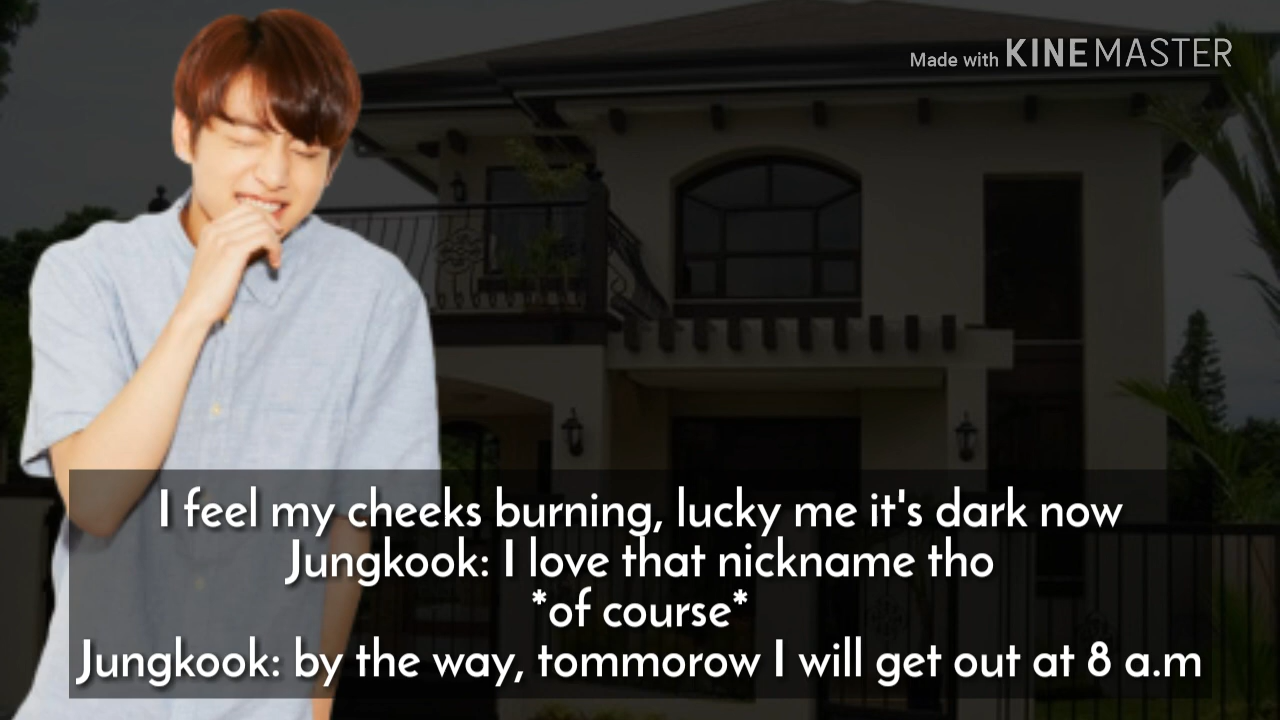 Made with KINEMASTER
I feel my cheeks burning, lucky me it's dark now
Jungkook: I love that nickname tho
*of course*
Jungkook: by the way, tommorow I will get out at 8 a.m